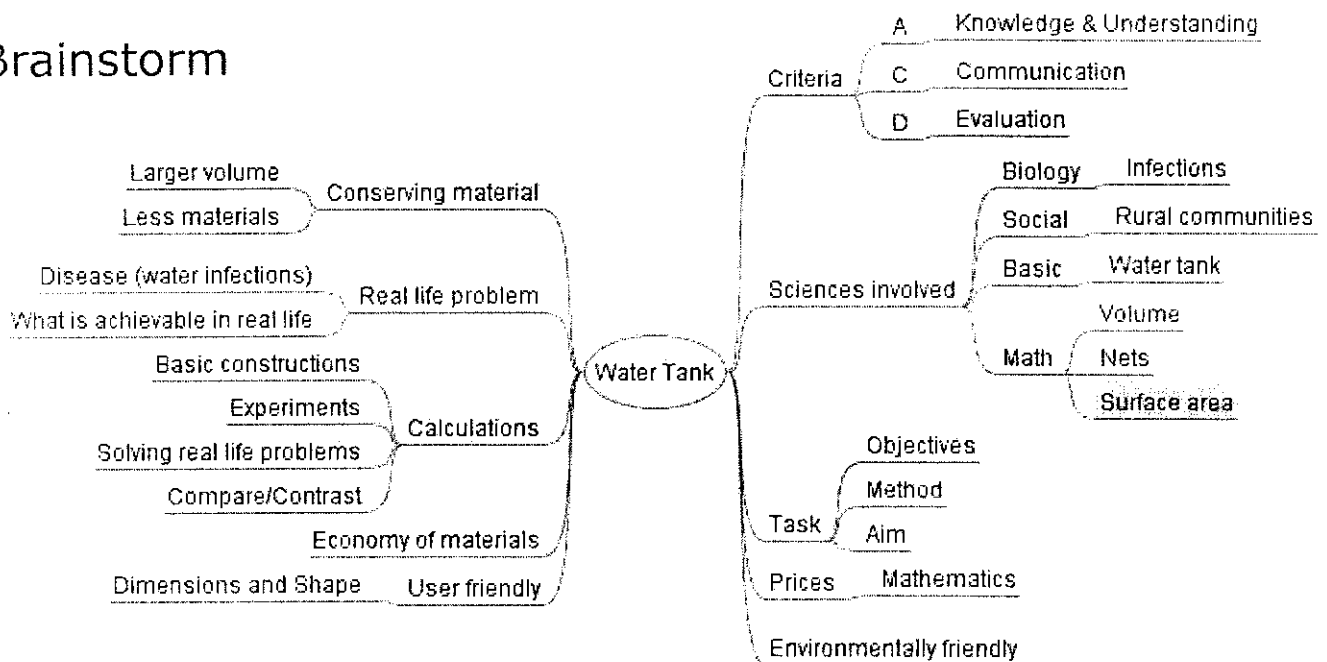 Brainstorm
Conserving material
Larger volume
Less materials
Real life problem
Disease (water infections)
What is achievable in real life
Calculations
Basic constructions
Experiments
Solving real life problems
Compare/Contrast
Economy of materials
User friendly
Dimensions and Shape
Water Tank
Criteria
A Knowledge & Understanding
C Communication
D Evaluation
Sciences involved
Biology Infections
Social Rural communities
Basic Water tank
Math
Volume
Nets
Surface area
Task
Objectives
Method
Aim
Prices Mathematics
Environmentally friendly